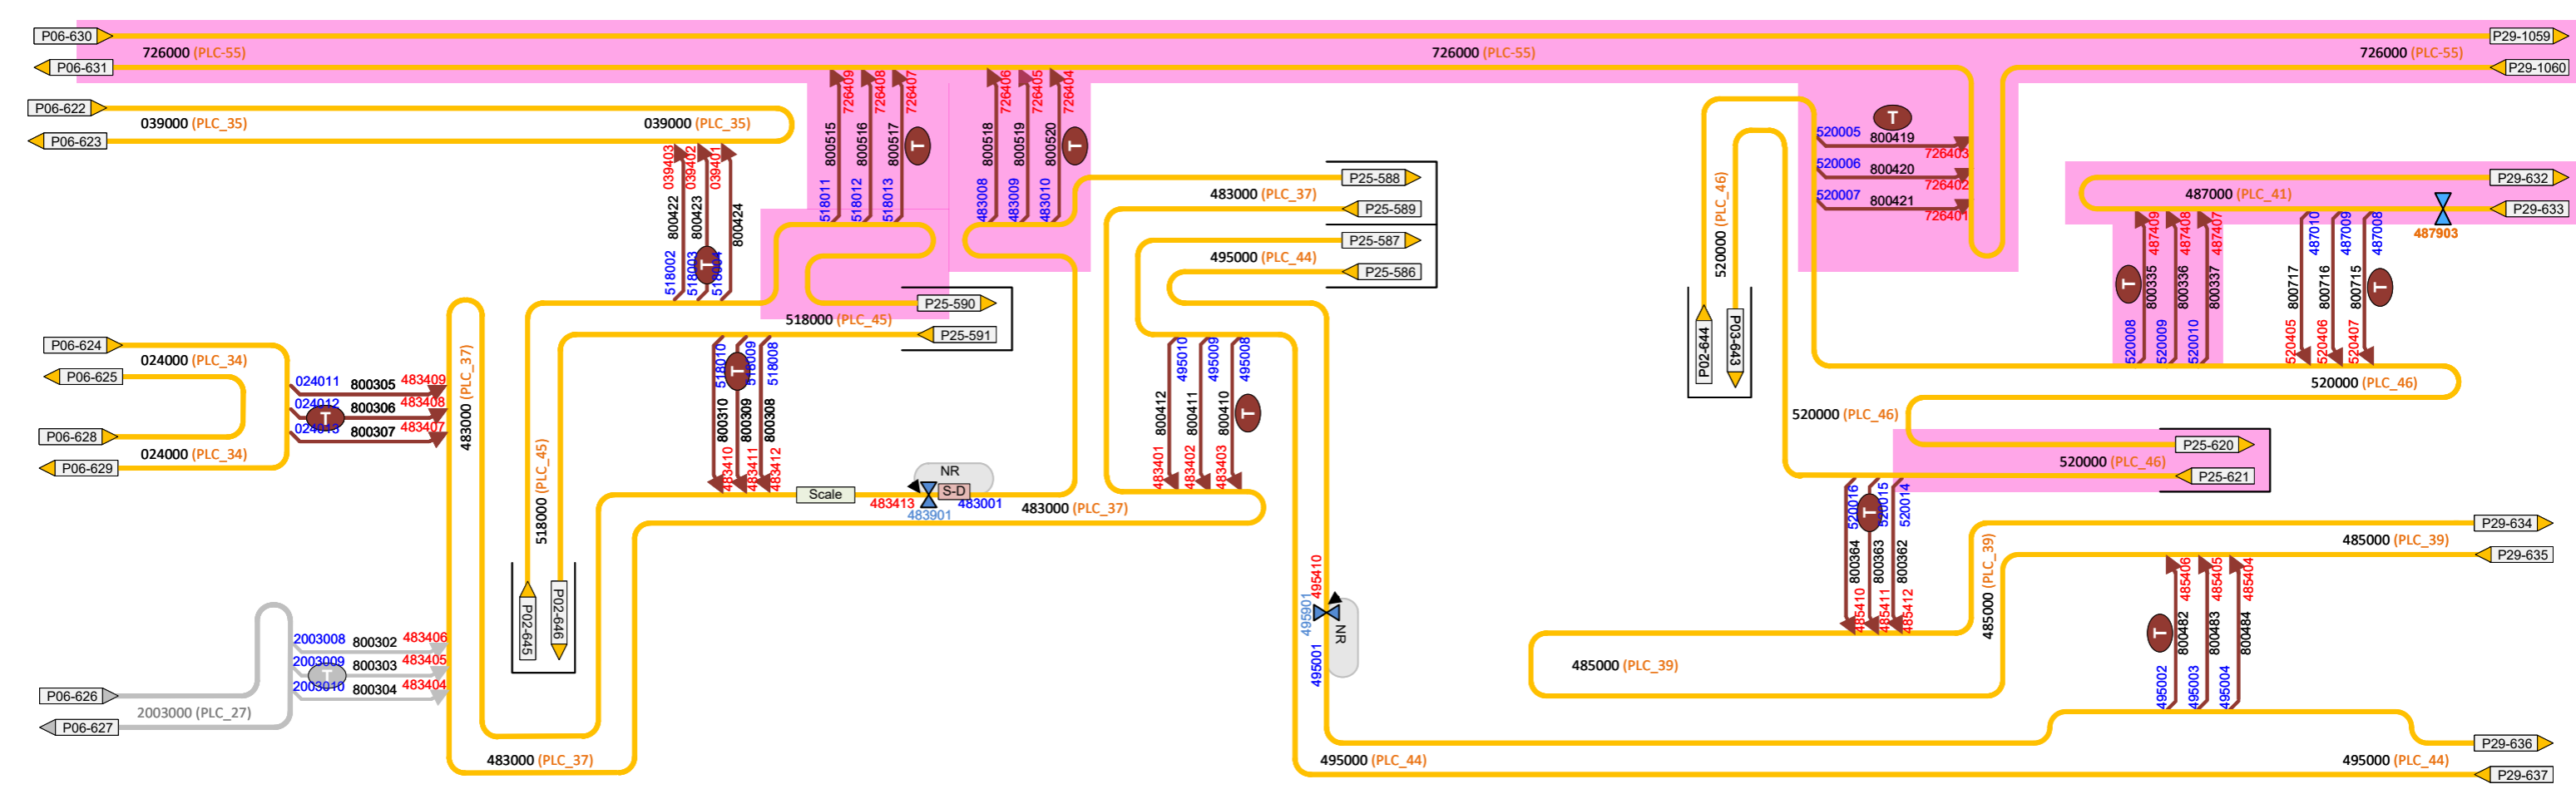 P06-630
726000 (PLC-55)
P06-631
726000 (PLC-55)
P29-1059
726000 (PLC-55)
P29-1060
P06-622
039000 (PLC_35)
039000 (PLC_35)
P06-623
039403
039402
039401
800422
800423
800424
518002
518003
518004
T
726409
726408
726407
800515
800516
800517
518011
518012
518013
T
726406
726405
726404
800518
800519
800520
483008
483009
483010
T
P25-588
483000 (PLC_37)
P25-589
P25-587
495000 (PLC_44)
P25-586
P25-590
518000 (PLC_45)
P25-591
520000 (PLC_46)
P02-644
P03-643
T
520005
800419
726403
520006
800420
726402
520007
800421
726401
P29-632
487000 (PLC_41)
P29-633
487903
487409
487408
487407
800335
800336
800337
520008
520009
520010
T
487010
487009
487008
800717
800716
800715
520405
520406
520407
T
520000 (PLC_46)
520000 (PLC_46)
P25-620
520000 (PLC_46)
P25-621
P06-624
024000 (PLC_34)
P06-625
P06-628
024000 (PLC_34)
P06-629
024011
800305
483409
024012
800306
483408
024013
800307
483407
T
483000 (PLC_37)
518010
518009
518008
800310
800309
800308
483410
483411
483412
T
518000 (PLC_45)
P02-645
P02-646
Scale
NR
S-D
483413
483901
483001
483000 (PLC_37)
495010
495009
495008
800412
800411
800410
483401
483402
483403
T
495410
495901
495001
NR
520016
520015
520014
800364
800363
800362
485410
485411
485412
T
P29-634
485000 (PLC_39)
P29-635
485000 (PLC_39)
485000 (PLC_39)
485406
485405
485404
800482
800483
800484
495002
495003
495004
T
2003008
800302
483406
2003009
800303
483405
2003010
800304
483404
T
P06-626
2003000 (PLC_27)
P06-627
483000 (PLC_37)
495000 (PLC_44)
P29-636
495000 (PLC_44)
P29-637